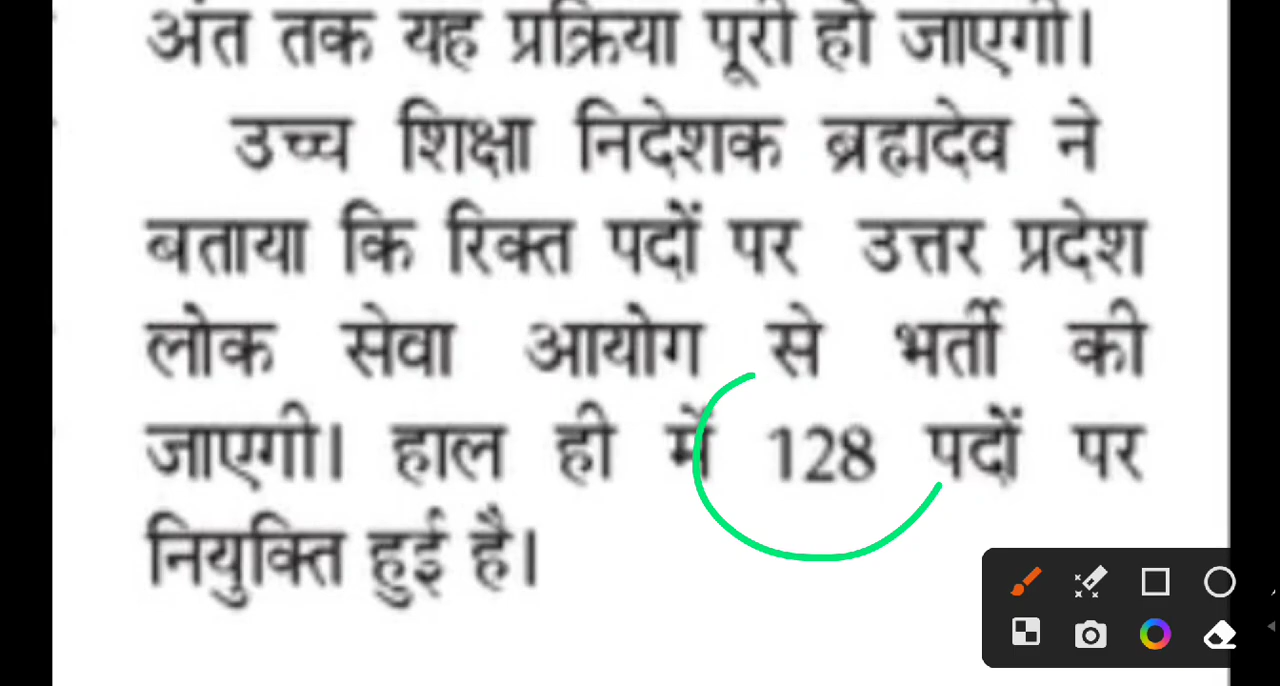 अंत तक यह प्रक्रिया पूरी हो जाएगी।
उच्च शिक्षा निदेशक ब्रह्मदेव ने
बताया कि रिक्त पदों पर उत्तर प्रदेश
लोक सेवा आयोग से भर्ती की
जाएगी। हाल ही में 128 पदों पर
नियुक्ति हुई है।